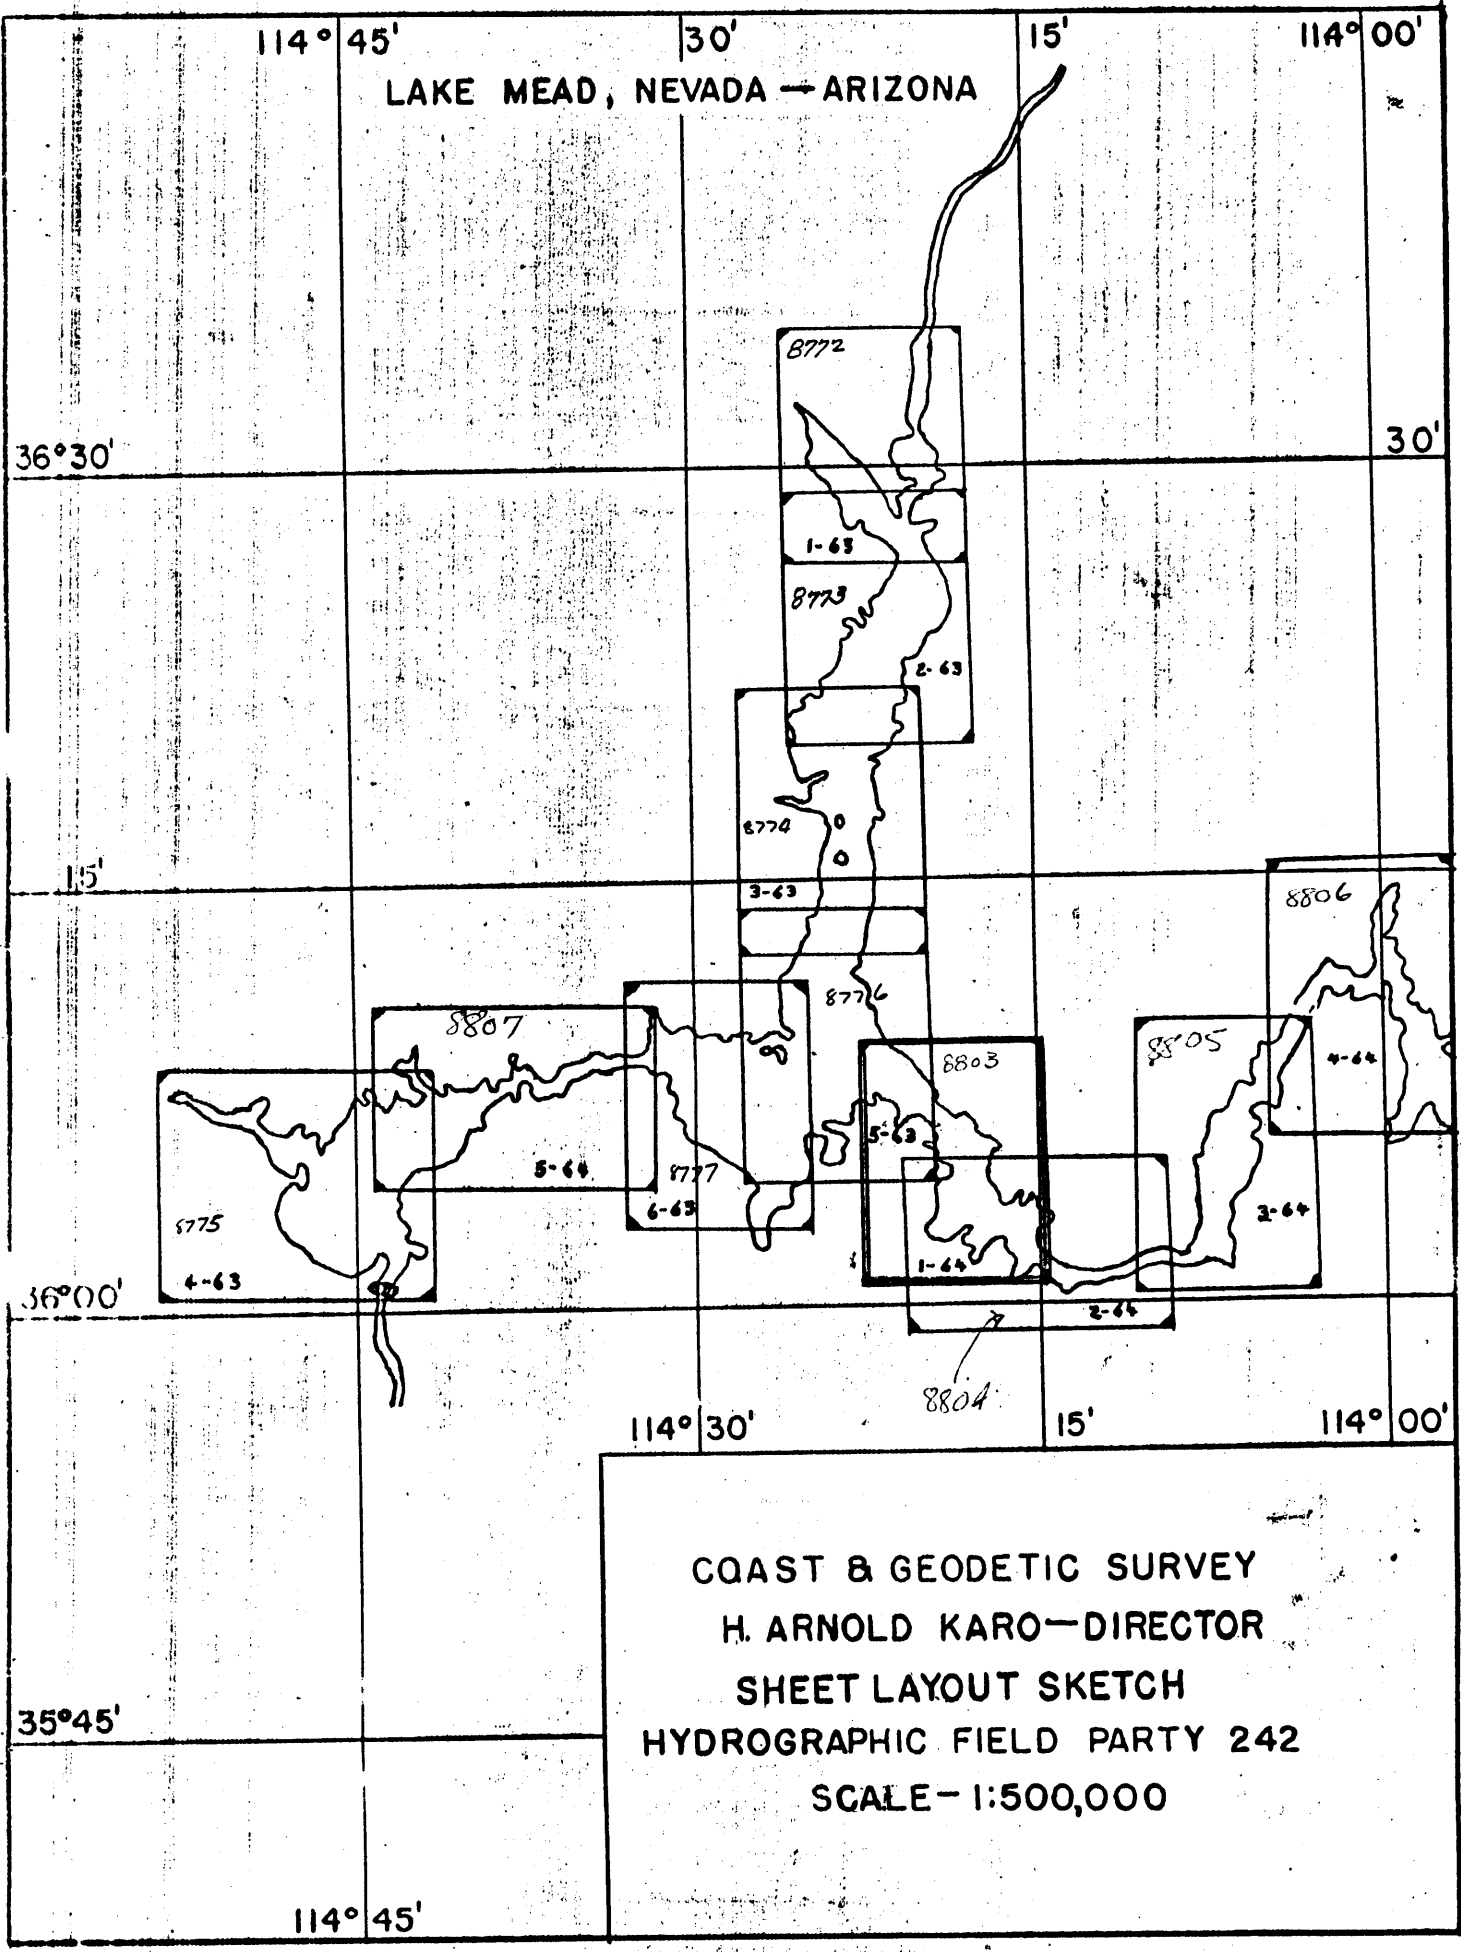 114° 45' 30' 15' 114° 00'
LAKE MEAD, NEVADA — ARIZONA
8772
36° 30' 30'
1-63
8773
2-63
8774
15'
3-63
8806
8776
8807
8803
8805
4-64
5-63
5-64
8777
6-63
3-64
8775
4-63
1-64
36° 00'
2-64
8804
114° 30' 15' 114° 00'
COAST & GEODETIC SURVEY
H. ARNOLD KARO — DIRECTOR
SHEET LAYOUT SKETCH
35° 45'
HYDROGRAPHIC FIELD PARTY 242
SCALE - 1:500,000
114° 45'